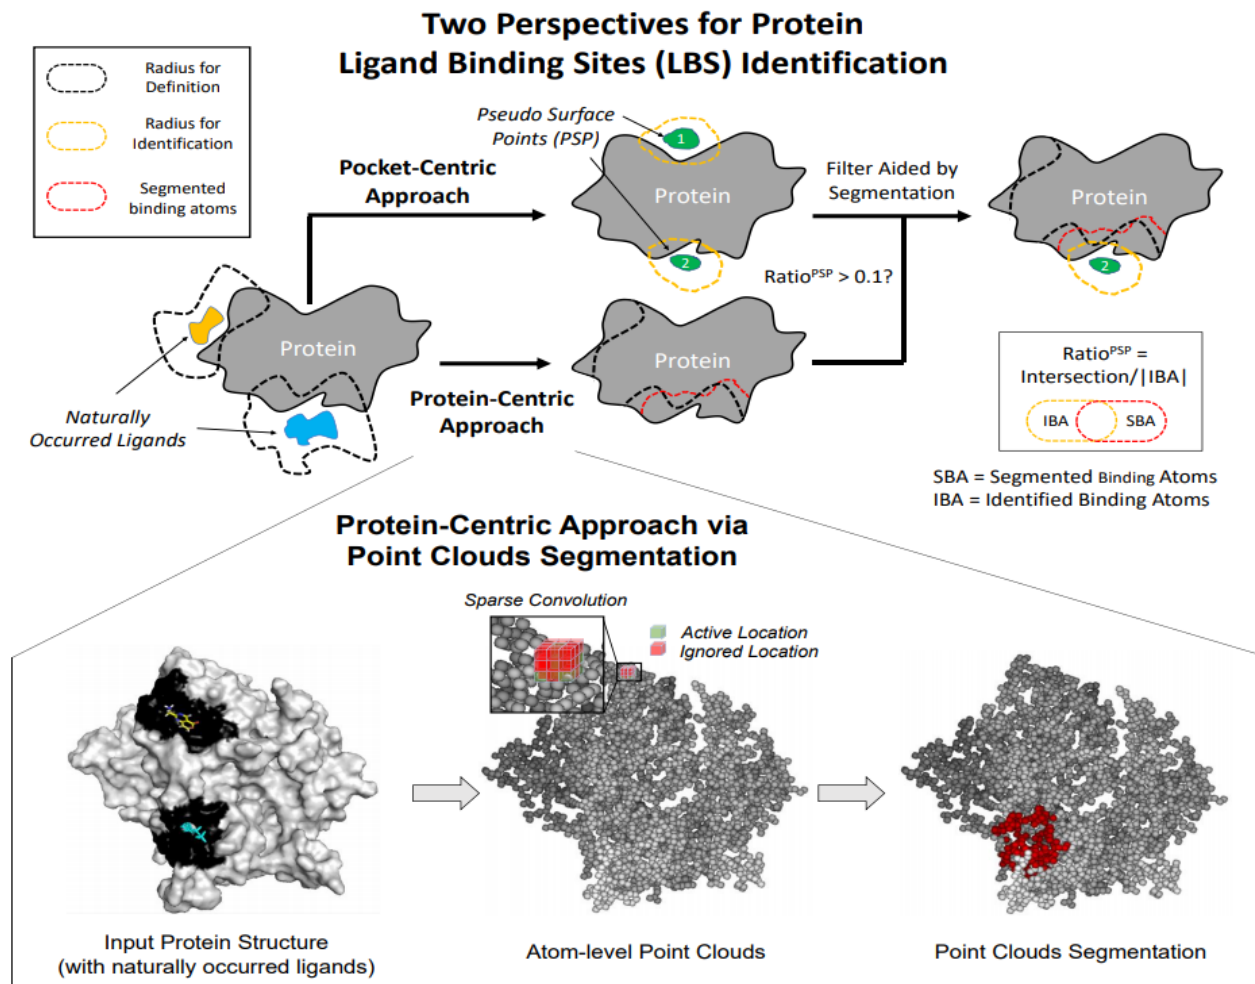 Two Perspectives for Protein
Ligand Binding Sites (LBS) Identification
Radius for
Definition
Radius for
Identification
Segmented
binding atoms
Pseudo Surface
Points (PSP)
Pocket-Centric
Approach
1
Protein
2
Filter Aided by
Segmentation
Ratio^PSP > 0.1?
Protein
2
Protein
Naturally
Occurred Ligands
Protein-Centric
Approach
Protein
Ratio^PSP =
Intersection/|IBA|
IBA
SBA
SBA = Segmented Binding Atoms
IBA = Identified Binding Atoms
Protein-Centric Approach via
Point Clouds Segmentation
Sparse Convolution
Active Location
Ignored Location
Input Protein Structure
(with naturally occurred ligands)
Atom-level Point Clouds
Point Clouds Segmentation